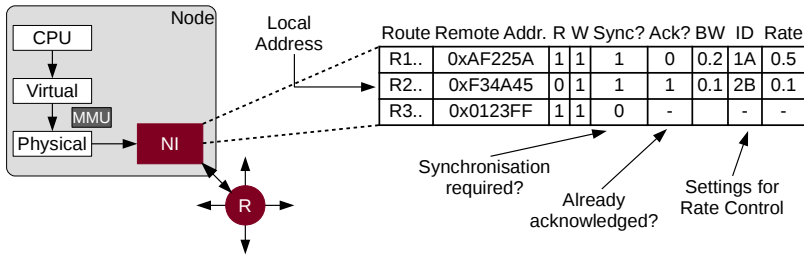 Node
CPU
Virtual
MMU
Physical
NI
R
Local
Address
Route Remote Addr. R W Sync? Ack? BW ID Rate
R1.. 0xAF225A 1 1 1 0 0.2 1A 0.5
R2.. 0xF34A45 0 1 1 1 0.1 2B 0.1
R3.. 0x0123FF 1 1 0 - - -
Synchronisation
required?
Already
acknowledged?
Settings for
Rate Control